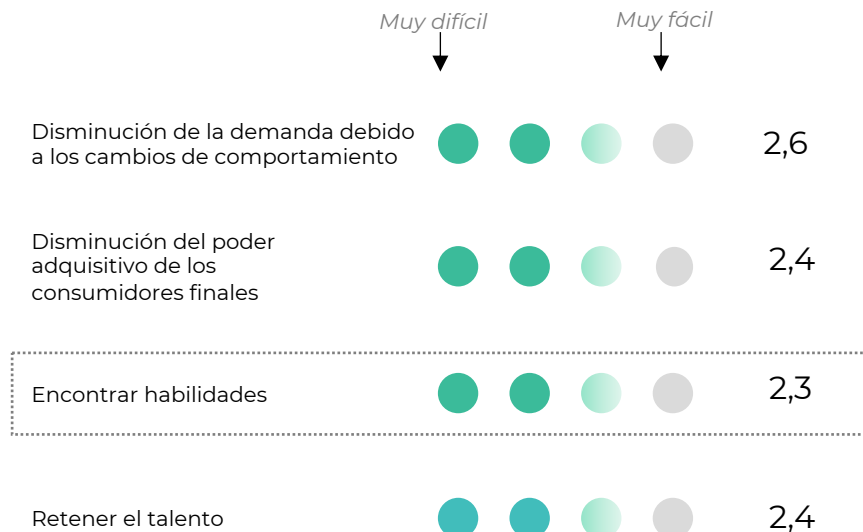 Muy difícil
Muy fácil
Disminución de la demanda debido
a los cambios de comportamiento
2,6
Disminución del poder
adquisitivo de los
consumidores finales
2,4
Encontrar habilidades
2,3
Retener el talento
2,4